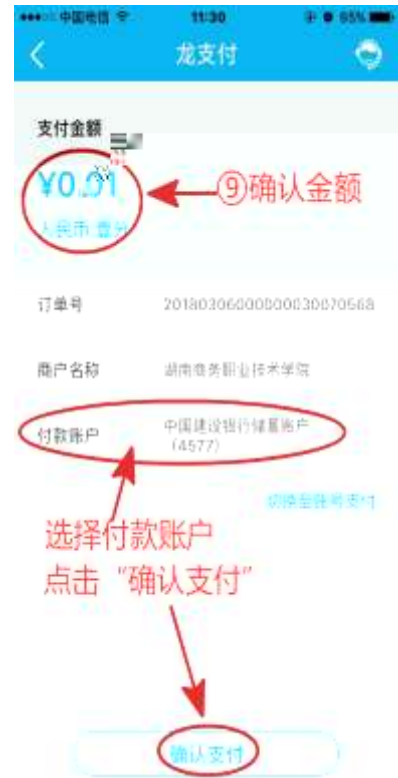 中国电信 11:30 65%
龙支付
支付金额
¥0.01
⑨确认金额
人民币 壹分
订单号 20180306000000030070568
商户名称 湖南商务职业技术学院
付款账户 中国建设银行储蓄账户
(4577)
切换至账号支付
选择付款账户
点击“确认支付”
确认支付